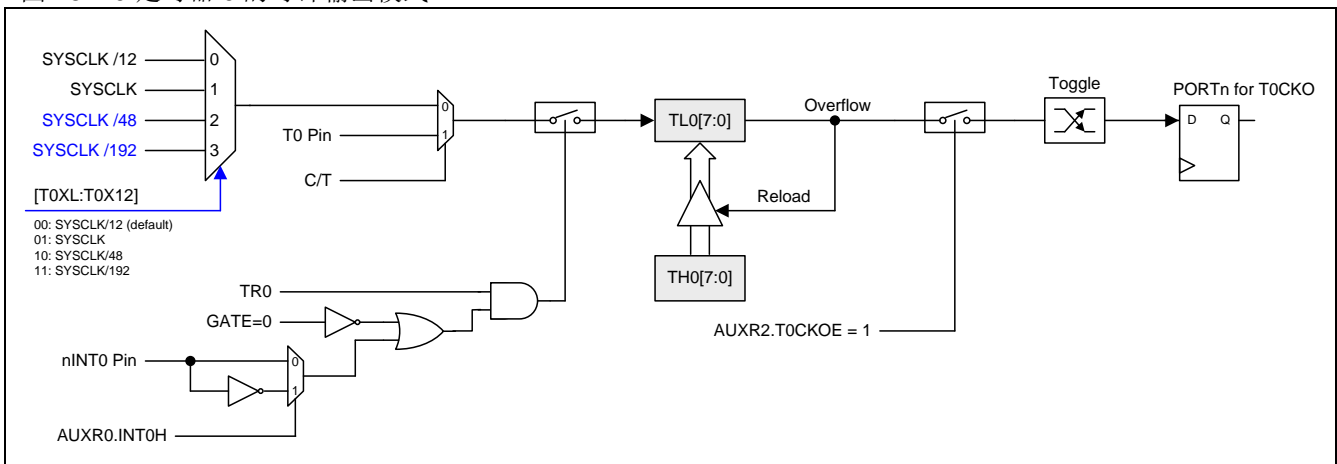 SYSCLK /12
0
SYSCLK
1
SYSCLK /48
2
SYSCLK /192
3
[T0XL:T0X12]
00: SYSCLK/12 (default)
01: SYSCLK
10: SYSCLK/48
11: SYSCLK/192
0
T0 Pin
1
C/T
TL0[7:0]
Overflow
Reload
TH0[7:0]
Toggle
PORTn for T0CKO
D Q
TR0
GATE=0
AUXR2.T0CKOE = 1
nINT0 Pin
0
1
AUXR0.INT0H